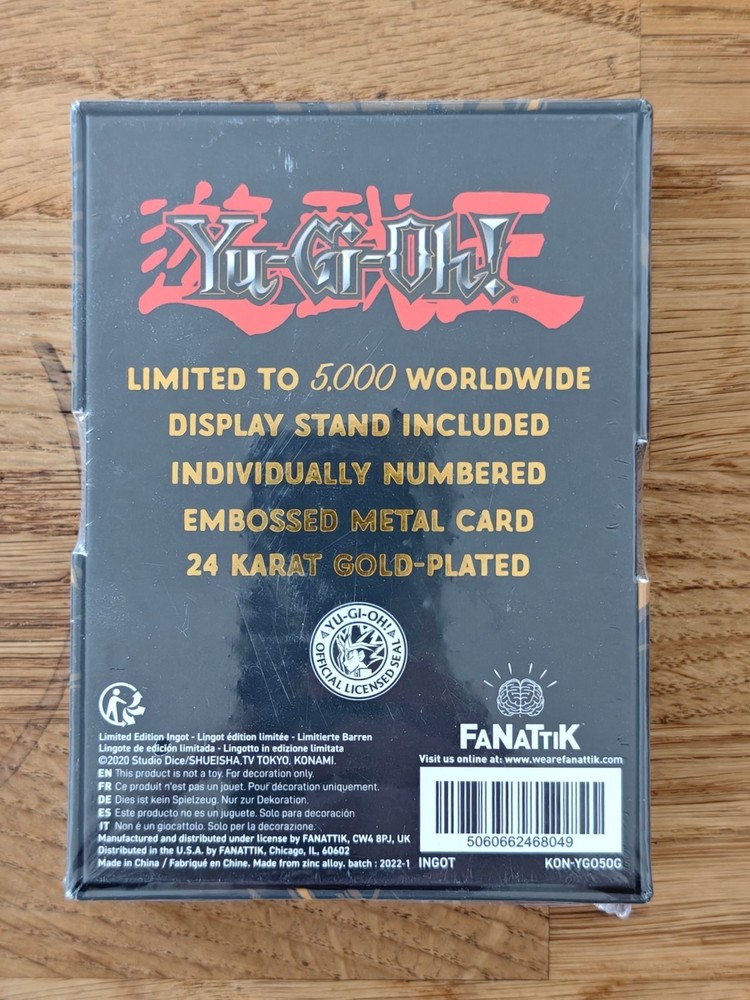 遊戯王
Yu-Gi-Oh!
®
LIMITED TO 5,000 WORLDWIDE
DISPLAY STAND INCLUDED
INDIVIDUALLY NUMBERED
EMBOSSED METAL CARD
24 KARAT GOLD-PLATED
YU-GI-OH!
OFFICIAL LICENSED SEAL
FANATTIK
Visit us online at: www.wearefanattik.com
Limited Edition Ingot - Lingot édition limitée - Limitierte Barren
Lingote de edición limitada - Lingotto in edizione limitata
©2020 Studio Dice/SHUEISHA,TV TOKYO, KONAMI.
EN This product is not a toy. For decoration only.
FR Ce produit n'est pas un jouet. Pour décoration uniquement.
DE Dies ist kein Spielzeug. Nur zur Dekoration.
ES Este producto no es un juguete. Solo para decoración
IT Non é un giocattolo. Solo per la decorazione.
Manufactured and distributed under license by FANATTIK, CW4 8PJ, UK
Distributed in the U.S.A. by FANATTIK, Chicago, IL, 60602
Made in China / Fabriqué en Chine. Made from zinc alloy. batch : 2022-1
5060662468049
INGOT KON-YGO50G